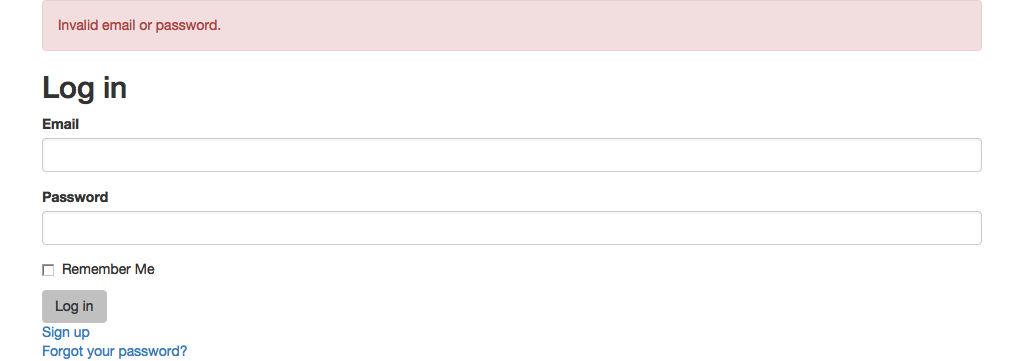 Invalid email or password.
Log in
Email
Password
Remember Me
Log in
Sign up
Forgot your password?